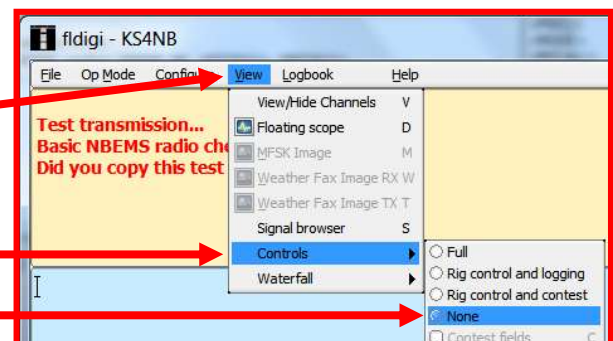 fldigi - KS4NB
File Op Mode View Logbook Help
View/Hide Channels V
Floating scope D
MFSK Image M
Weather Fax Image RX W
Weather Fax Image TX T
Signal browser S
Controls
Waterfall
Test transmission...
Basic NBEMS radio
Did you copy this test
Full
Rig control and logging
Rig control and contest
None
Contest fields C